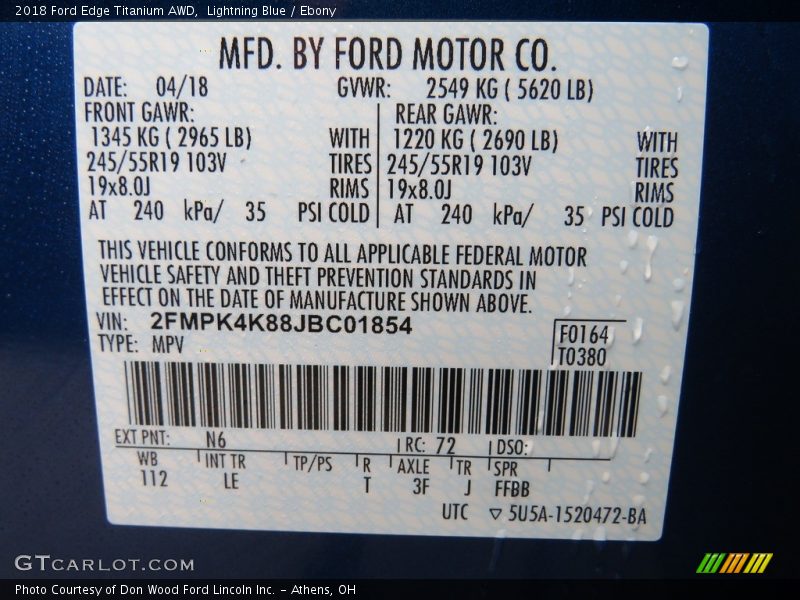 2018 Ford Edge Titanium AWD,  Lightning Blue / Ebony
MFD. BY FORD MOTOR CO.
DATE: 04/18 GVWR: 2549 KG ( 5620 LB)
FRONT GAWR: REAR GAWR:
1345 KG ( 2965 LB) WITH 1220 KG ( 2690 LB) WITH
245/55R19 103V TIRES 245/55R19 103V TIRES
19x8.0J RIMS 19x8.0J RIMS
AT 240 kPa/ 35 PSI COLD AT 240 kPa/ 35 PSI COLD
THIS VEHICLE CONFORMS TO ALL APPLICABLE FEDERAL MOTOR
VEHICLE SAFETY AND THEFT PREVENTION STANDARDS IN
EFFECT ON THE DATE OF MANUFACTURE SHOWN ABOVE.
VIN: 2FMPK4K88JBC01854
TYPE: MPV
F0164
T0380
EXT PNT: N6 RC: 72 DSO:
WB INT TR TP/PS R AXLE TR SPR
112 LE T 3F J FFBB
UTC ▽ 5U5A-1520472-BA
GTCARLOT.COM
Photo Courtesy of Don Wood Ford Lincoln Inc. - Athens, OH